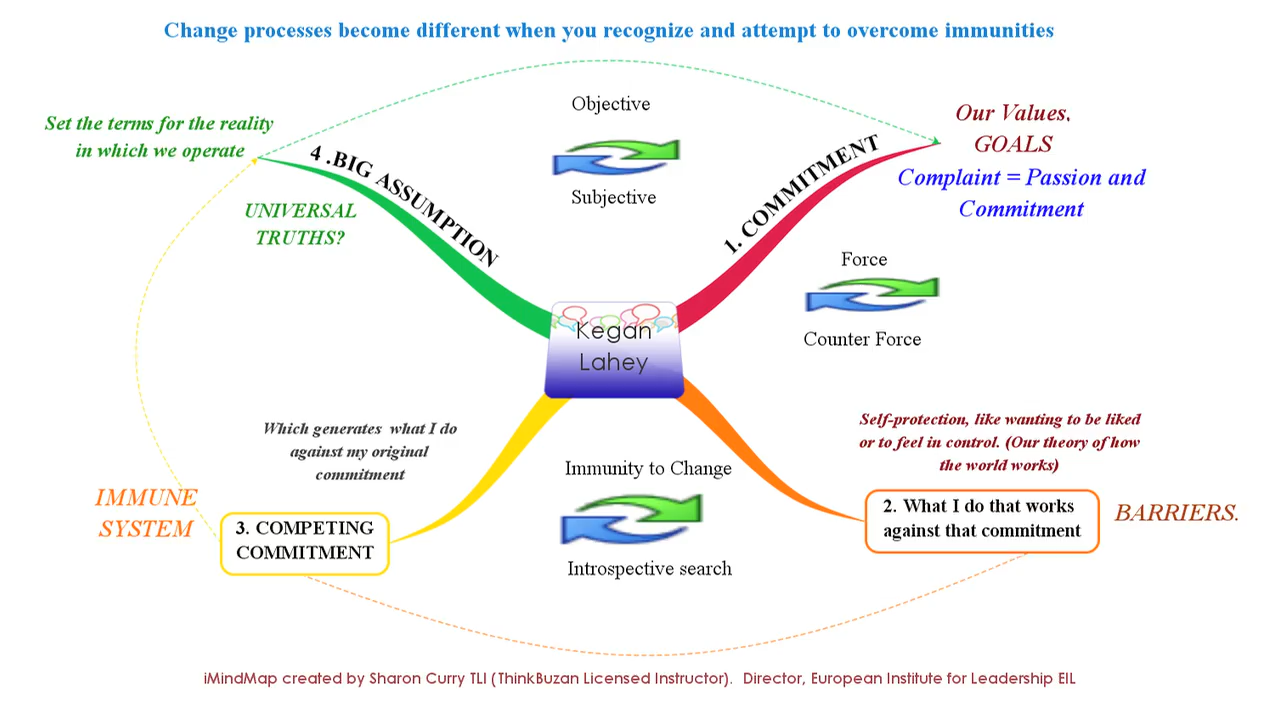 Change processes become different when you recognize and attempt to overcome immunities
Set the terms for the reality
in which we operate
4 .BIG ASSUMPTION
UNIVERSAL
TRUTHS?
Objective
Subjective
1. COMMITMENT
Our Values.
GOALS
Complaint = Passion and
Commitment
Force
Counter Force
Kegan
Lahey
Which generates what I do
against my original
commitment
IMMUNE
SYSTEM
3. COMPETING
COMMITMENT
Immunity to Change
Introspective search
Self-protection, like wanting to be liked
or to feel in control. (Our theory of how
the world works)
2. What I do that works
against that commitment
BARRIERS.
iMindMap created by Sharon Curry TLI (ThinkBuzan Licensed Instructor). Director, European Institute for Leadership EIL